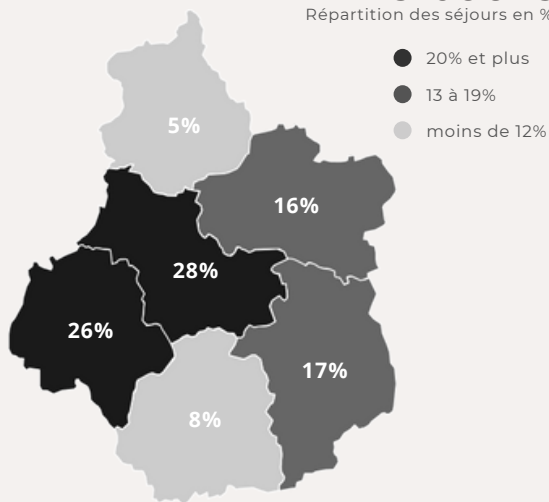 Répartition des séjours en %
20% et plus
13 à 19%
moins de 12%
5%
16%
28%
26%
17%
8%